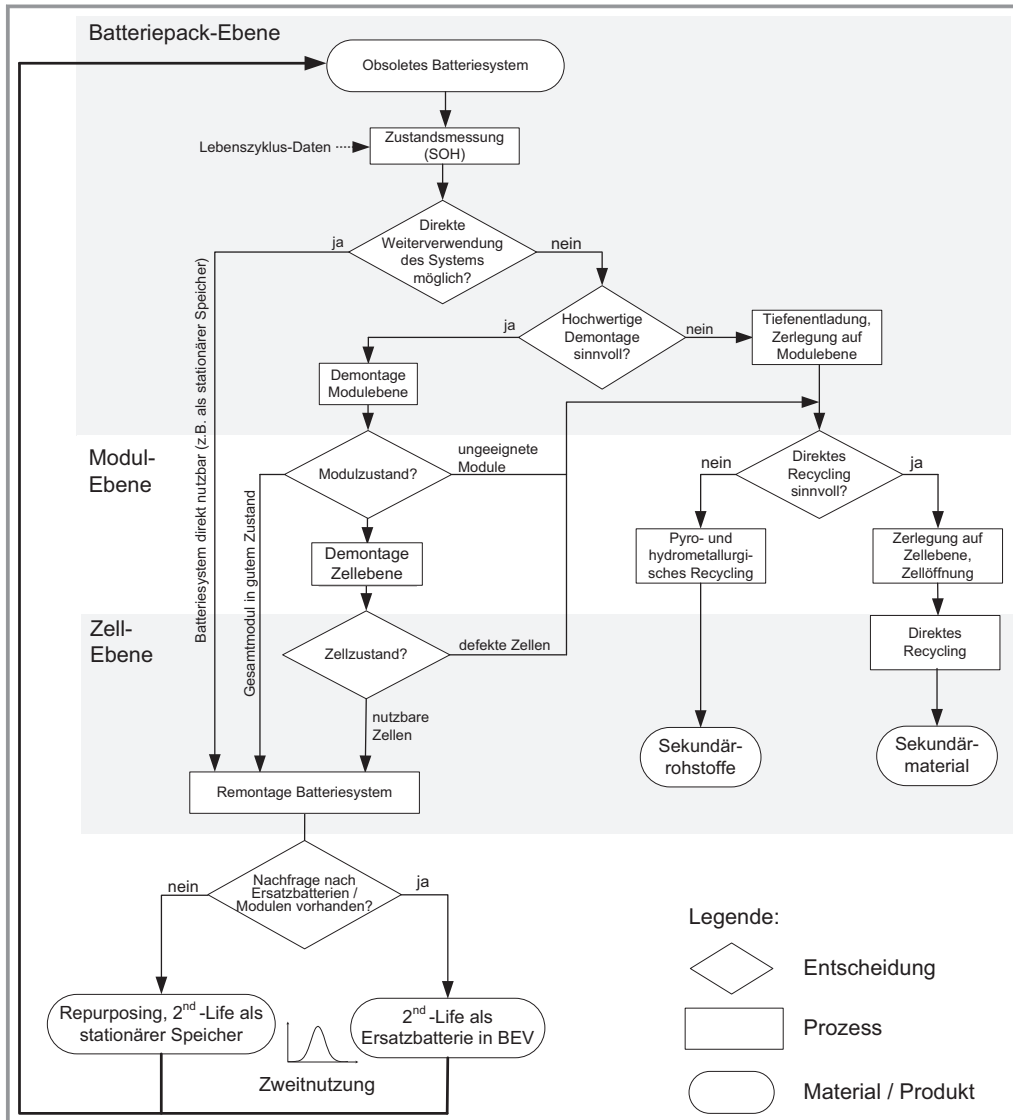 Batteriepack-Ebene
Obsoletes Batteriesystem
Lebenszyklus-Daten
Zustandsmessung
(SOH)
Direkte
Weiterverwendung
des Systems
möglich?
ja
nein
Hochwertige
Demontage
sinnvoll?
ja
nein
Tiefenentladung,
Zerlegung auf
Modulebene
Demontage
Modulebene
Batteriesystem direkt nutzbar (z.B. als stationärer Speicher)
Modul-
Ebene
Modulzustand?
ungeeignete
Module
Gesamtmodul in gutem Zustand
Direktes
Recycling
sinnvoll?
nein
ja
Demontage
Zellebene
Pyro- und
hydrometallurgi-
sches Recycling
Zerlegung auf
Zellebene,
Zellöffnung
Zell-
Ebene
Zellzustand?
defekte Zellen
Direktes
Recycling
nutzbare
Zellen
Sekundär-
rohstoffe
Sekundär-
material
Remontage Batteriesystem
Nachfrage nach
Ersatzbatterien /
Modulen vorhanden?
nein
ja
Repurposing, 2nd-Life als
stationärer Speicher
2nd-Life als
Ersatzbatterie in BEV
Zweitnutzung
Legende:
Entscheidung
Prozess
Material / Produkt